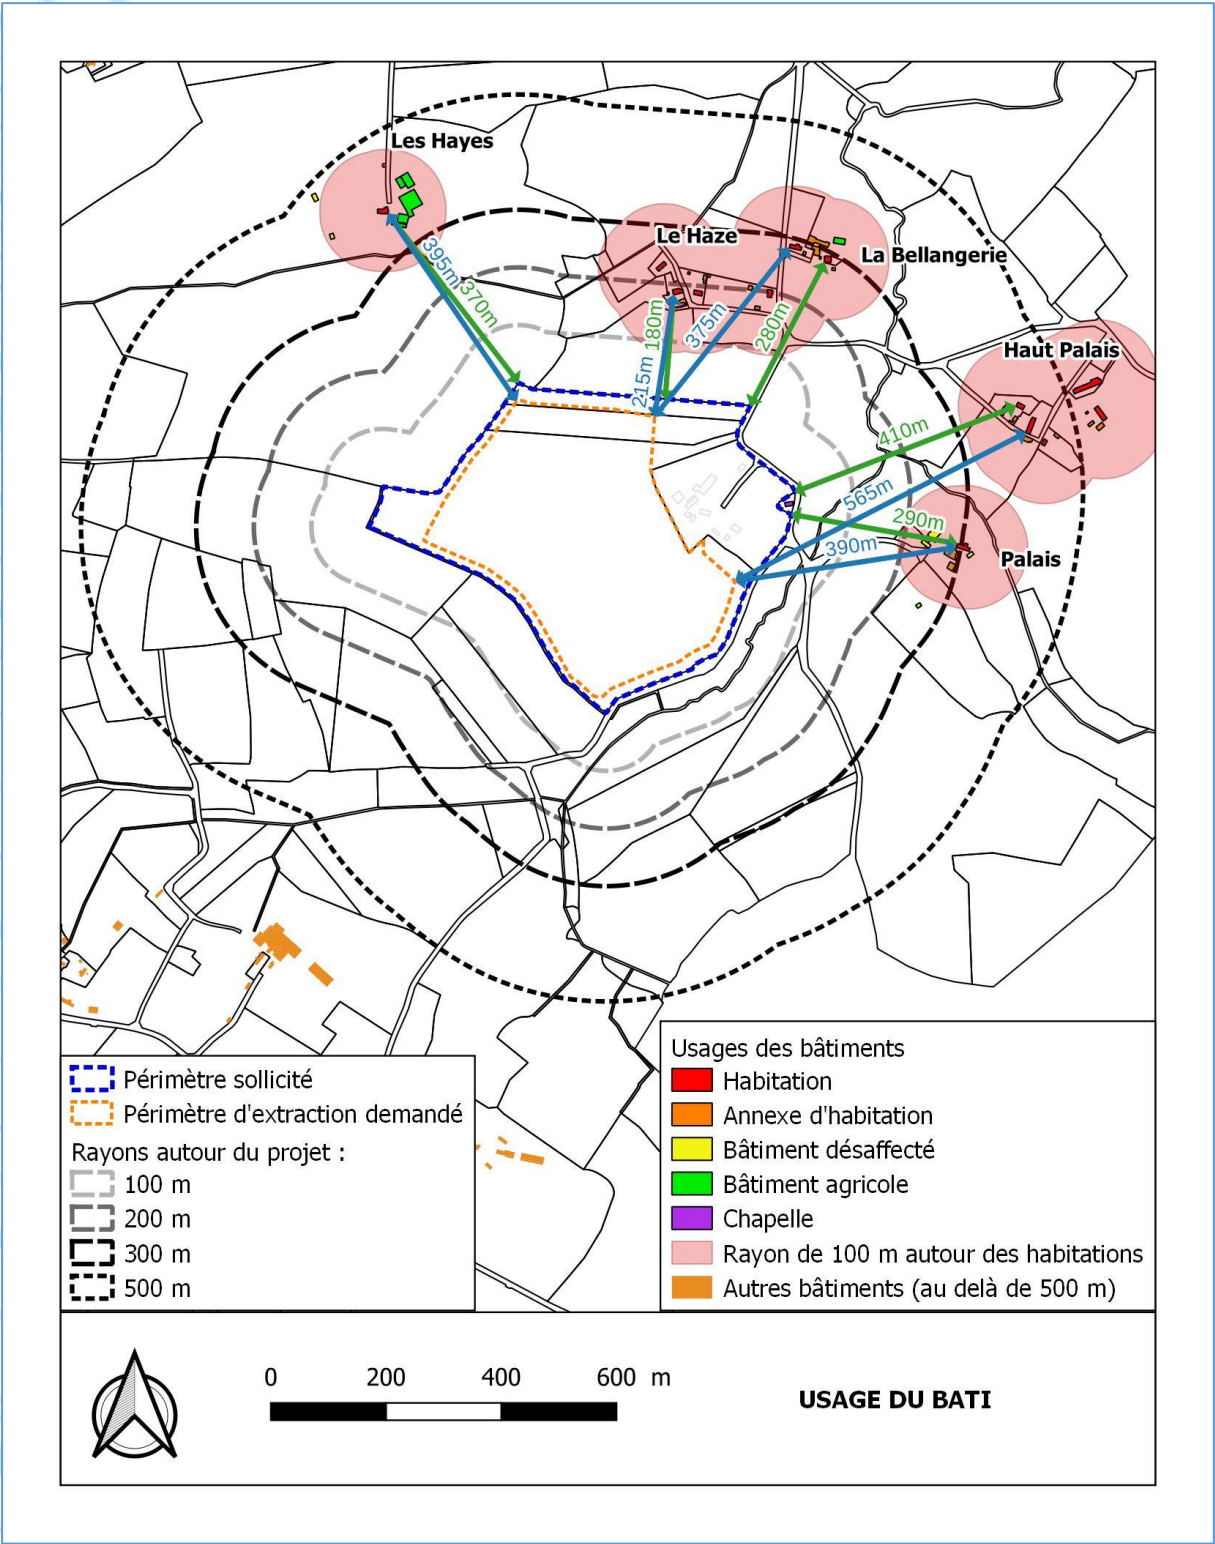 Les Hayes
Le Haze
La Bellangerie
395m
370m
180m
375m
280m
215m
Haut Palais
410m
565m
290m
390m
Palais
Périmètre sollicité
Périmètre d'extraction demandé
Rayons autour du projet :
100 m
200 m
300 m
500 m
Usages des bâtiments
Habitation
Annexe d'habitation
Bâtiment désaffecté
Bâtiment agricole
Chapelle
Rayon de 100 m autour des habitations
Autres bâtiments (au delà de 500 m)
0 200 400 600 m
USAGE DU BATI